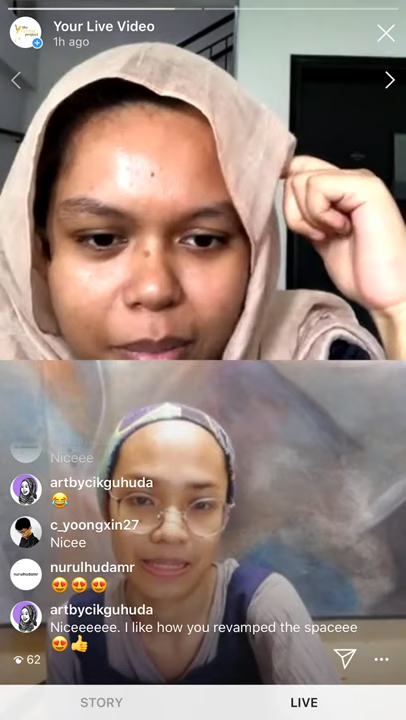 Your Live Video
1h ago
Niceee
artbycikguhuda
😂
c_yoongxin27
Nicee
nurulhudamr
😍😍😍
artbycikguhuda
Niceeeeee. I like how you revamped the spaceee
😍👍
62
STORY
LIVE